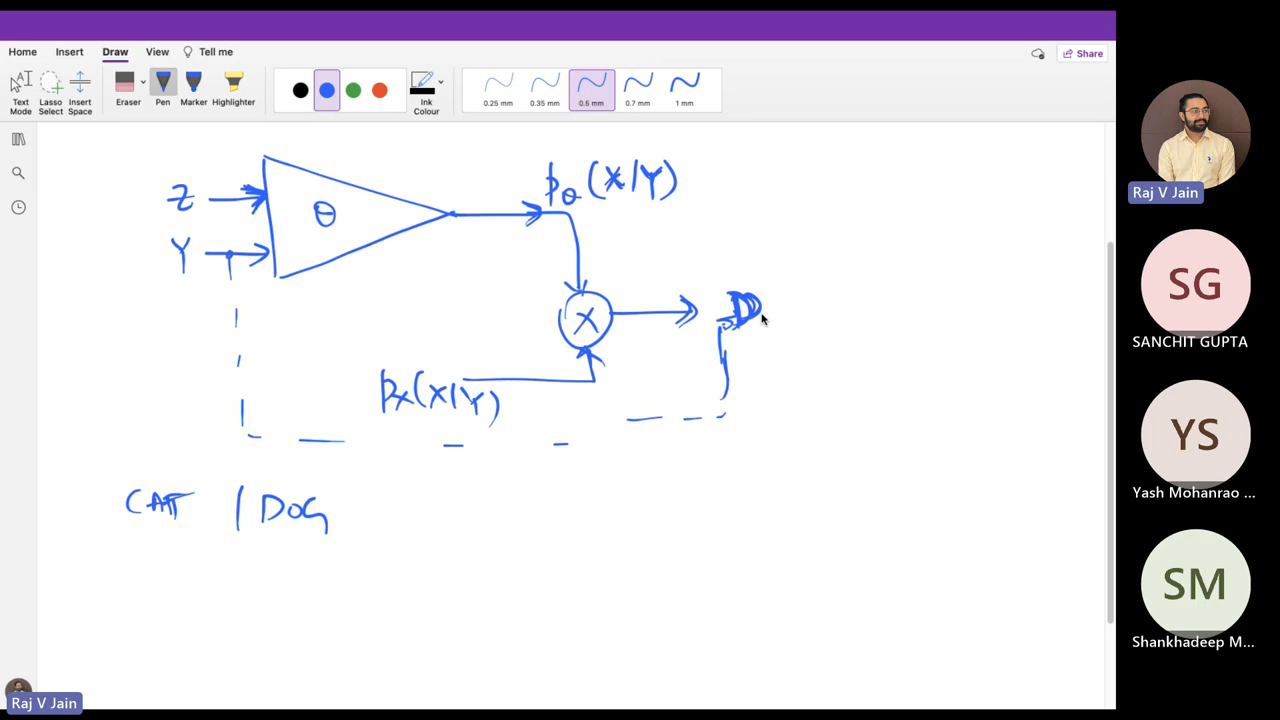 Home Insert Draw View Tell me
Share
Text Mode
Lasso Select
Insert Space
Eraser
Pen
Marker
Highlighter
Ink Colour
0.25 mm
0.35 mm
0.5 mm
0.7 mm
1 mm
Z
Y
θ
pθ(X/Y)
X
D
px(X/Y)
CAT / DOG
Raj V Jain
Raj V Jain
SG
SANCHIT GUPTA
YS
Yash Mohanrao ...
SM
Shankhadeep M...